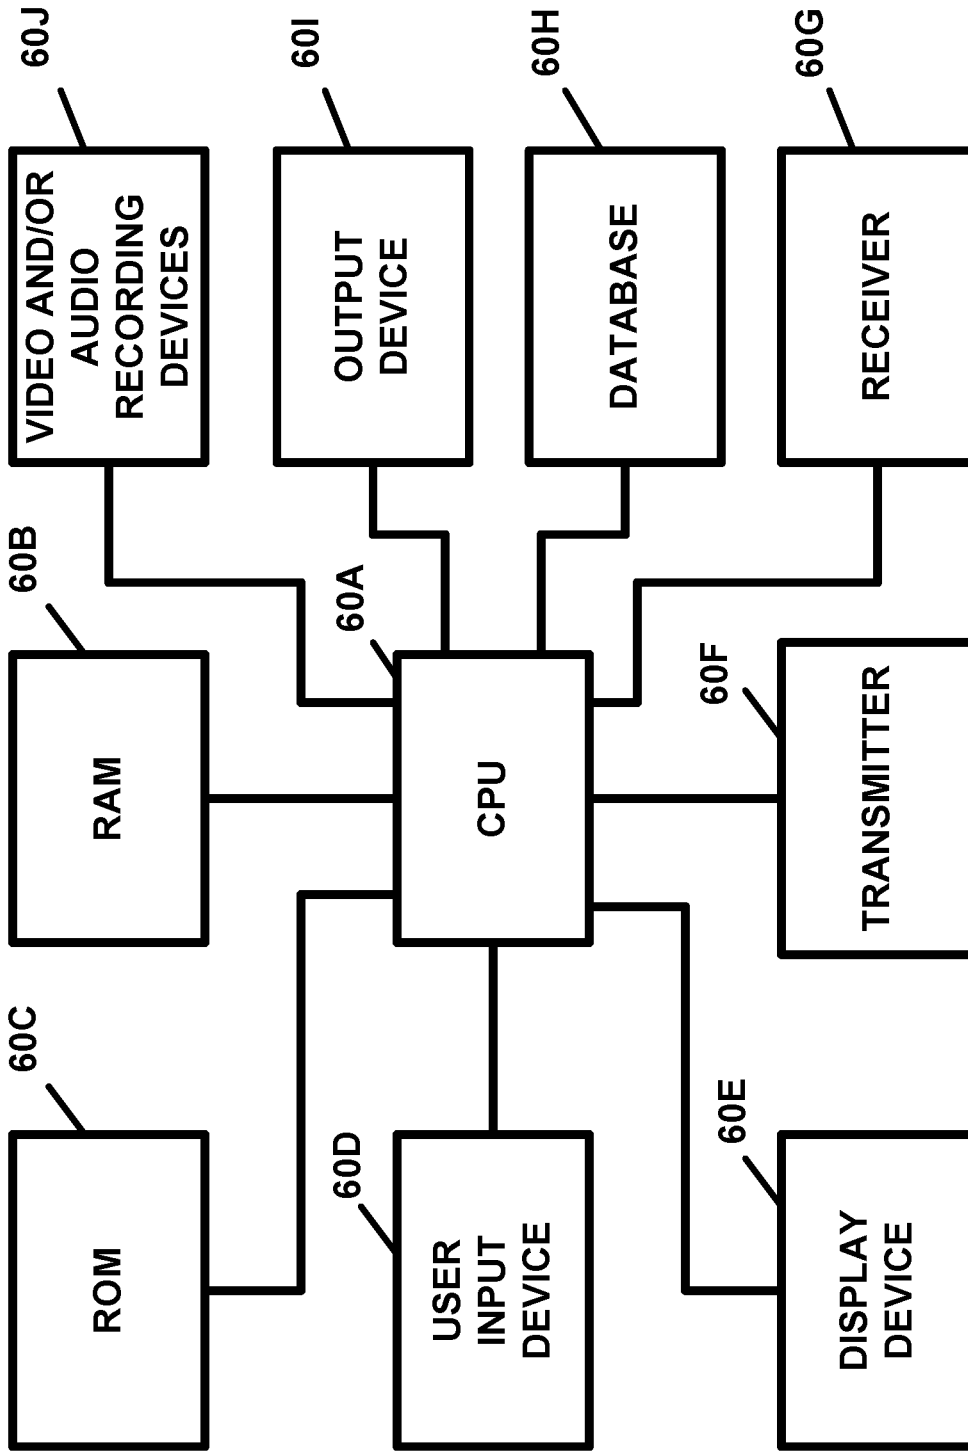 ROM
60C
RAM
60B
VIDEO AND/OR
AUDIO
RECORDING
DEVICES
60J
USER
INPUT
DEVICE
60D
CPU
60A
OUTPUT
DEVICE
60I
DATABASE
60H
DISPLAY
DEVICE
60E
TRANSMITTER
60F
RECEIVER
60G